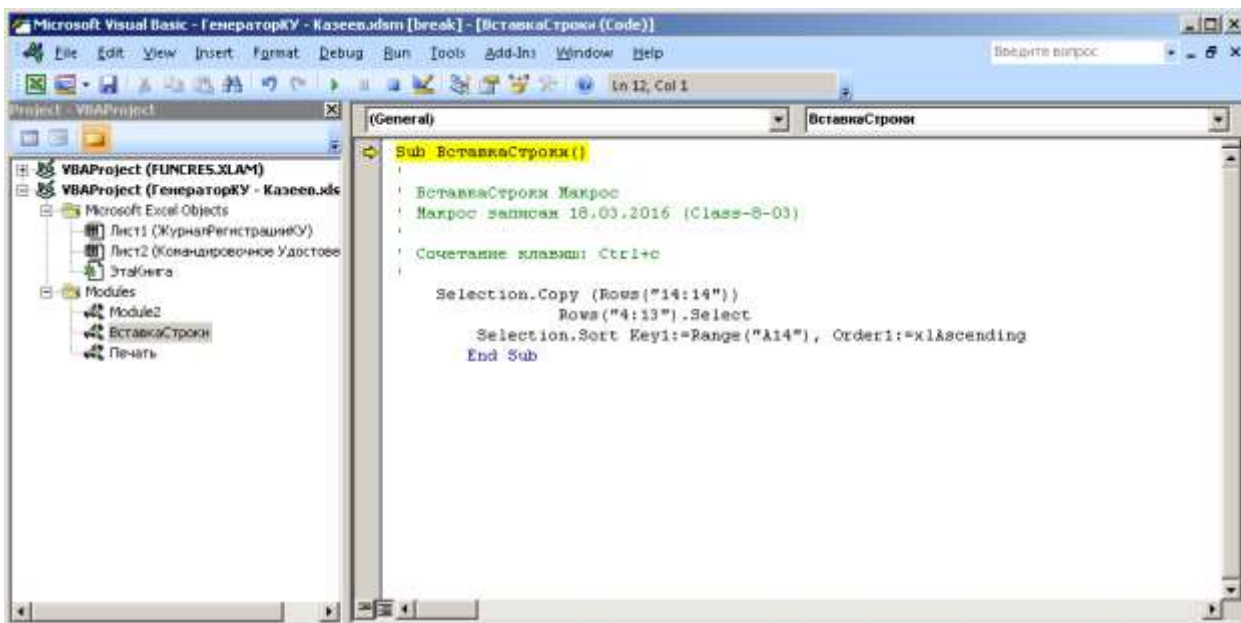 Microsoft Visual Basic - ГенераторКУ - Казеев.xlsm [break] - [ВставкаСтроки (Code)]
File Edit View Insert Format Debug Run Tools Add-Ins Window Help Введите вопрос
Ln 12, Col 1
Project - VBAProject
(General) ВставкаСтроки
VBAProject (FUNCRES.XLAM)
VBAProject (ГенераторКУ - Казеев.xls
Microsoft Excel Objects
Лист1 (ЖурналРегистрацииКУ)
Лист2 (Командировочное Удостове
ЭтаКнига
Modules
Module2
ВставкаСтроки
Печать
Sub ВставкаСтроки()
'
' ВставкаСтроки Макрос
' Макрос записан 18.03.2016 (Class-8-03)
'
' Сочетание клавиш: Ctrl+c
'
Selection.Copy (Rows("14:14"))
Rows("4:13").Select
Selection.Sort Key1:=Range("A14"), Order1:=xlAscending
End Sub